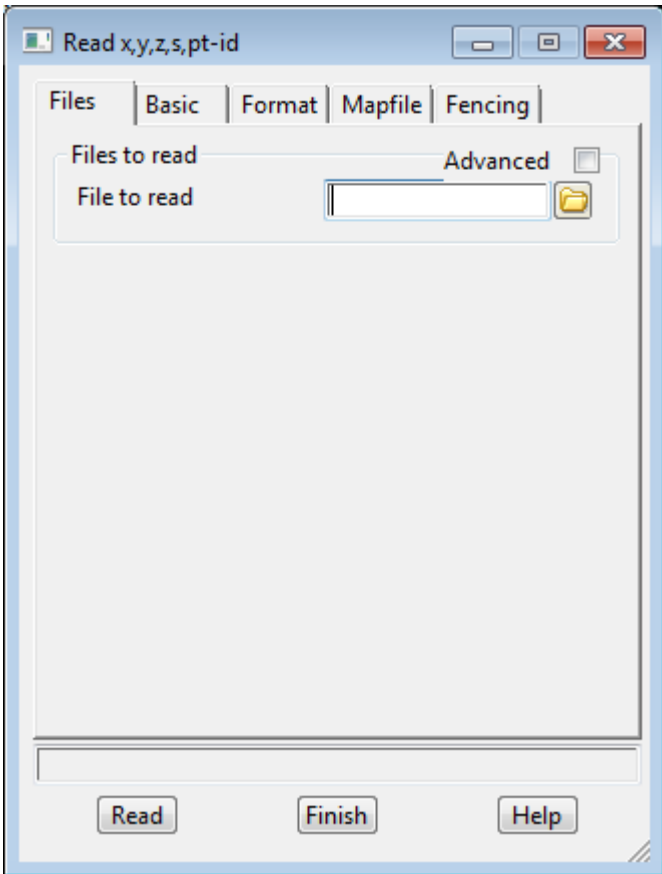 Read x,y,z,s,pt-id
Files Basic Format Mapfile Fencing
Files to read Advanced
File to read
Read Finish Help